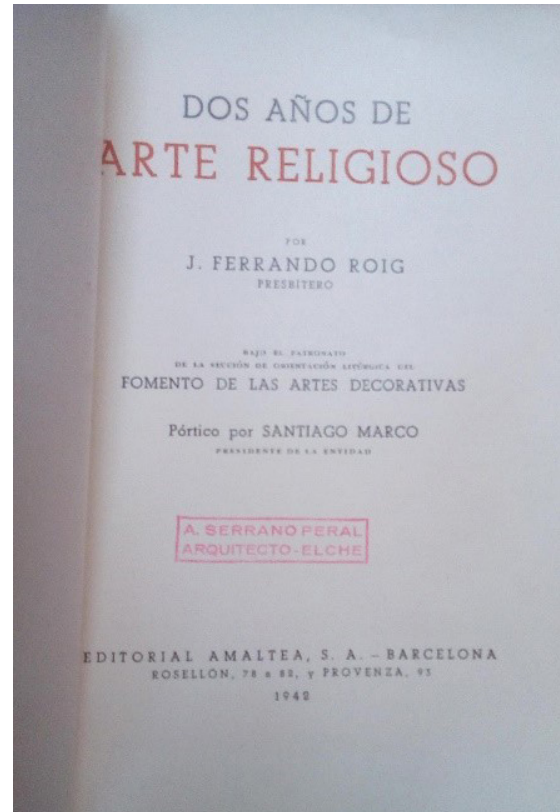 DOS AÑOS DE
ARTE RELIGIOSO
POR
J. FERRANDO ROIG
PRESBÍTERO
BAJO EL PATRONATO
DE LA SECCIÓN DE ORIENTACIÓN LITÚRGICA DEL
FOMENTO DE LAS ARTES DECORATIVAS
Pórtico por SANTIAGO MARCO
PRESIDENTE DE LA ENTIDAD
A. SERRANO PERAL
ARQUITECTO-ELCHE
EDITORIAL AMALTEA, S. A. – BARCELONA
ROSELLÓN, 78 a 82, y PROVENZA, 93
1942